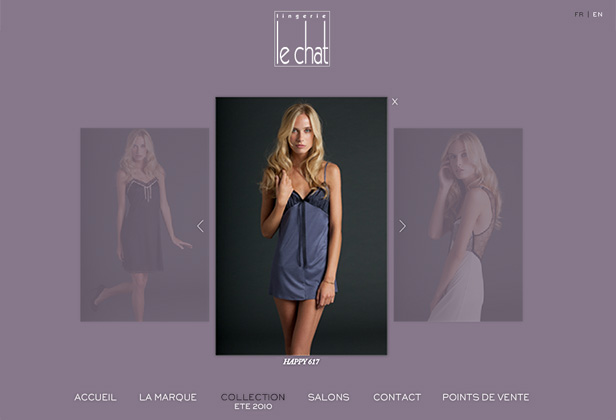 FR | EN
lingerie
le chat
X
HAPPY 617
ACCUEIL LA MARQUE COLLECTION SALONS CONTACT POINTS DE VENTE
ETE 2010